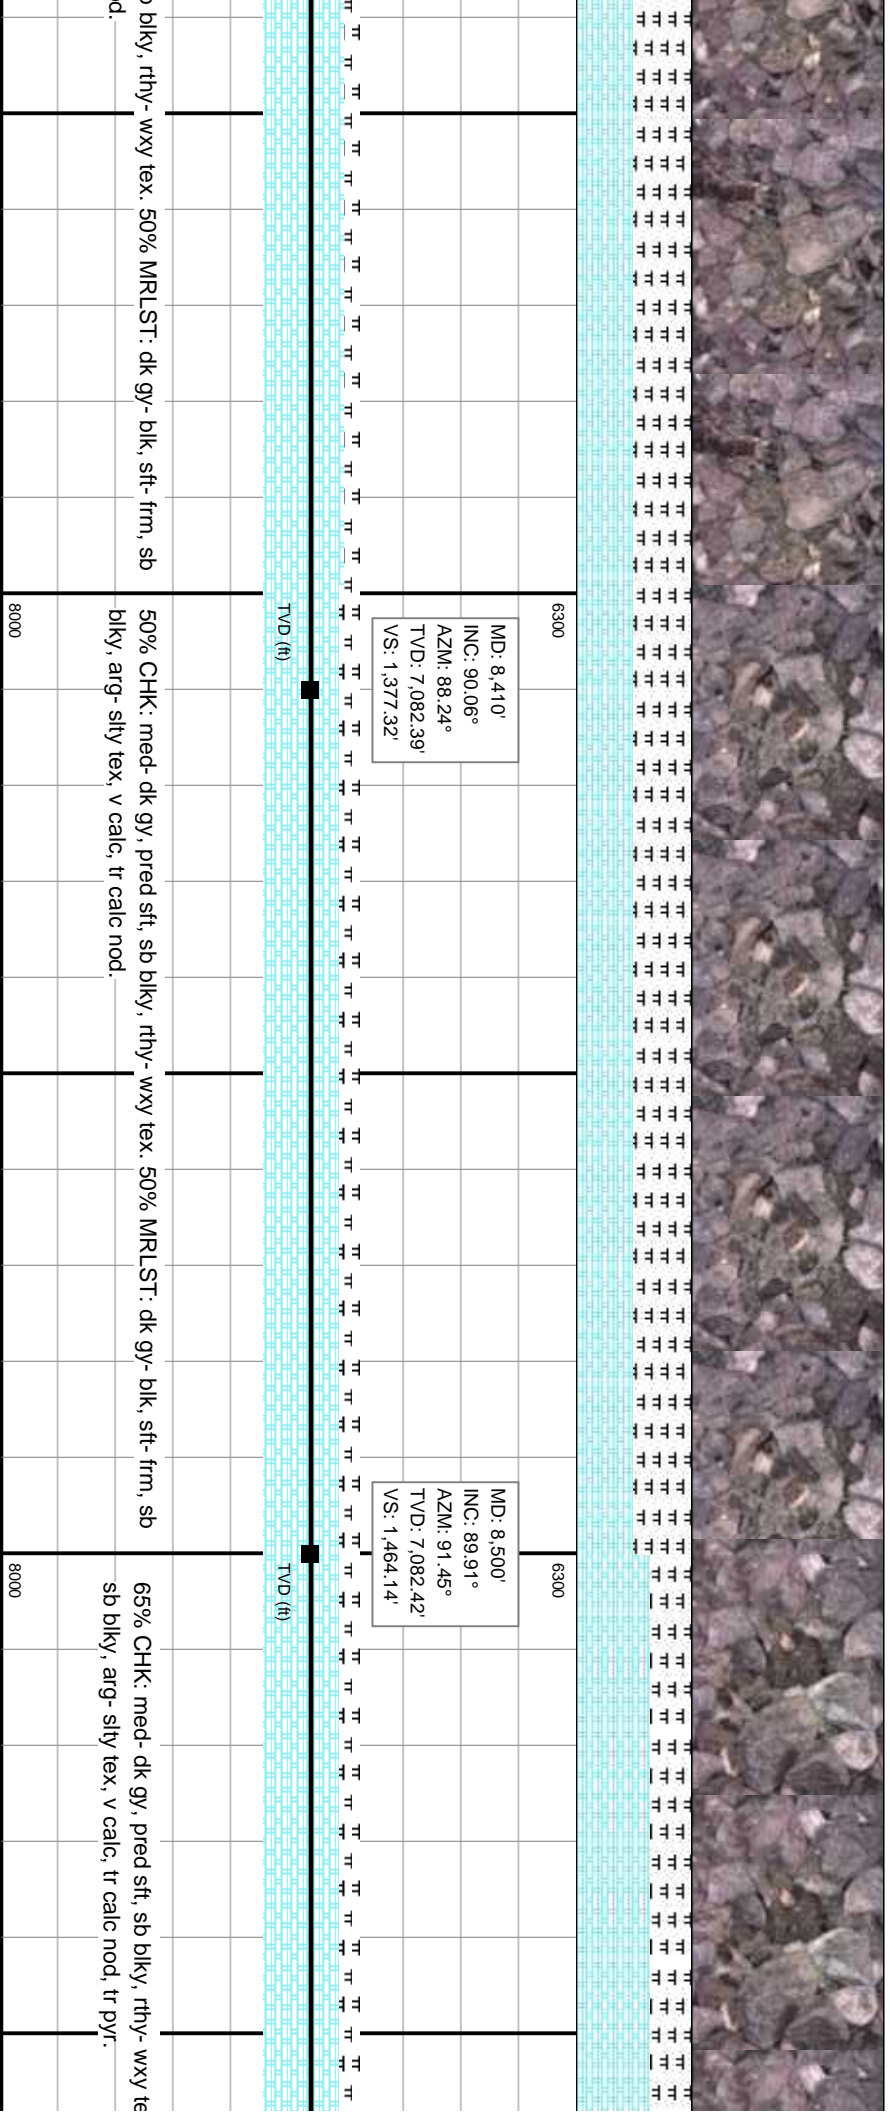 blky, rthy- wxy tex. 50% MRLST: dk gy- blk, sft- frm, sb
6300
MD: 8,410'
INC: 90.06°
AZM: 88.24°
TVD: 7,082.39'
VS: 1,377.32'
TVD (ft)
50% CHK: med- dk gy, pred sft, sb blky, rthy- wxy tex. 50% MRLST: dk gy- blk, sft- frm, sb
blky, arg- slty tex, v calc, tr calc nod.
8000
6300
MD: 8,500'
INC: 89.91°
AZM: 91.45°
TVD: 7,082.42'
VS: 1,464.14'
TVD (ft)
65% CHK: med- dk gy, pred sft, sb blky, rthy- wxy te
sb blky, arg- slty tex, v calc, tr calc nod, tr pyr.
8000